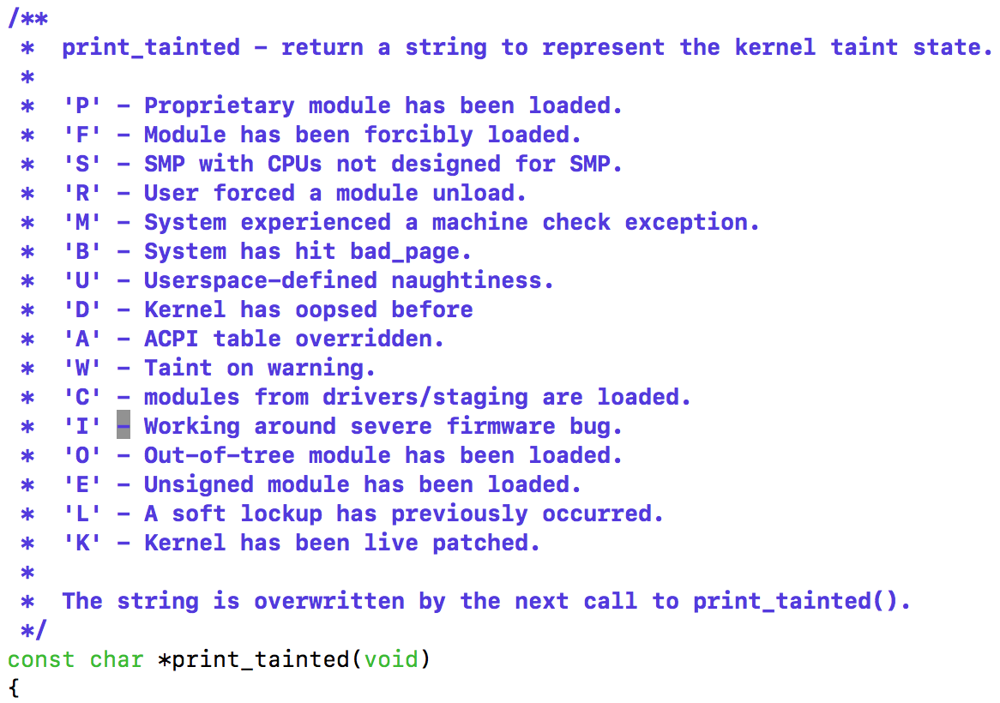 /**
 *  print_tainted - return a string to represent the kernel taint state.
 *
 *  'P' - Proprietary module has been loaded.
 *  'F' - Module has been forcibly loaded.
 *  'S' - SMP with CPUs not designed for SMP.
 *  'R' - User forced a module unload.
 *  'M' - System experienced a machine check exception.
 *  'B' - System has hit bad_page.
 *  'U' - Userspace-defined naughtiness.
 *  'D' - Kernel has oopsed before
 *  'A' - ACPI table overridden.
 *  'W' - Taint on warning.
 *  'C' - modules from drivers/staging are loaded.
 *  'I' - Working around severe firmware bug.
 *  'O' - Out-of-tree module has been loaded.
 *  'E' - Unsigned module has been loaded.
 *  'L' - A soft lockup has previously occurred.
 *  'K' - Kernel has been live patched.
 *
 *  The string is overwritten by the next call to print_tainted().
 */
const char *print_tainted(void)
{